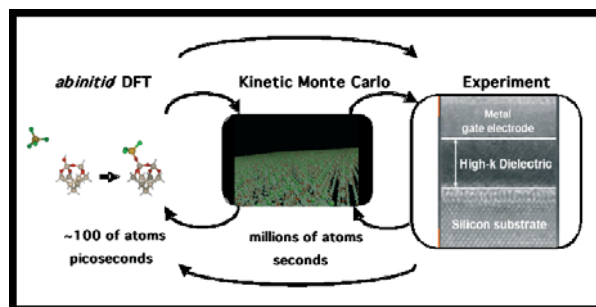 abinitid DFT
Kinetic Monte Carlo
Experiment
Metal
gate electrode
High-k Dielectric
Silicon substrate
~100 of atoms
picoseconds
millions of atoms
seconds